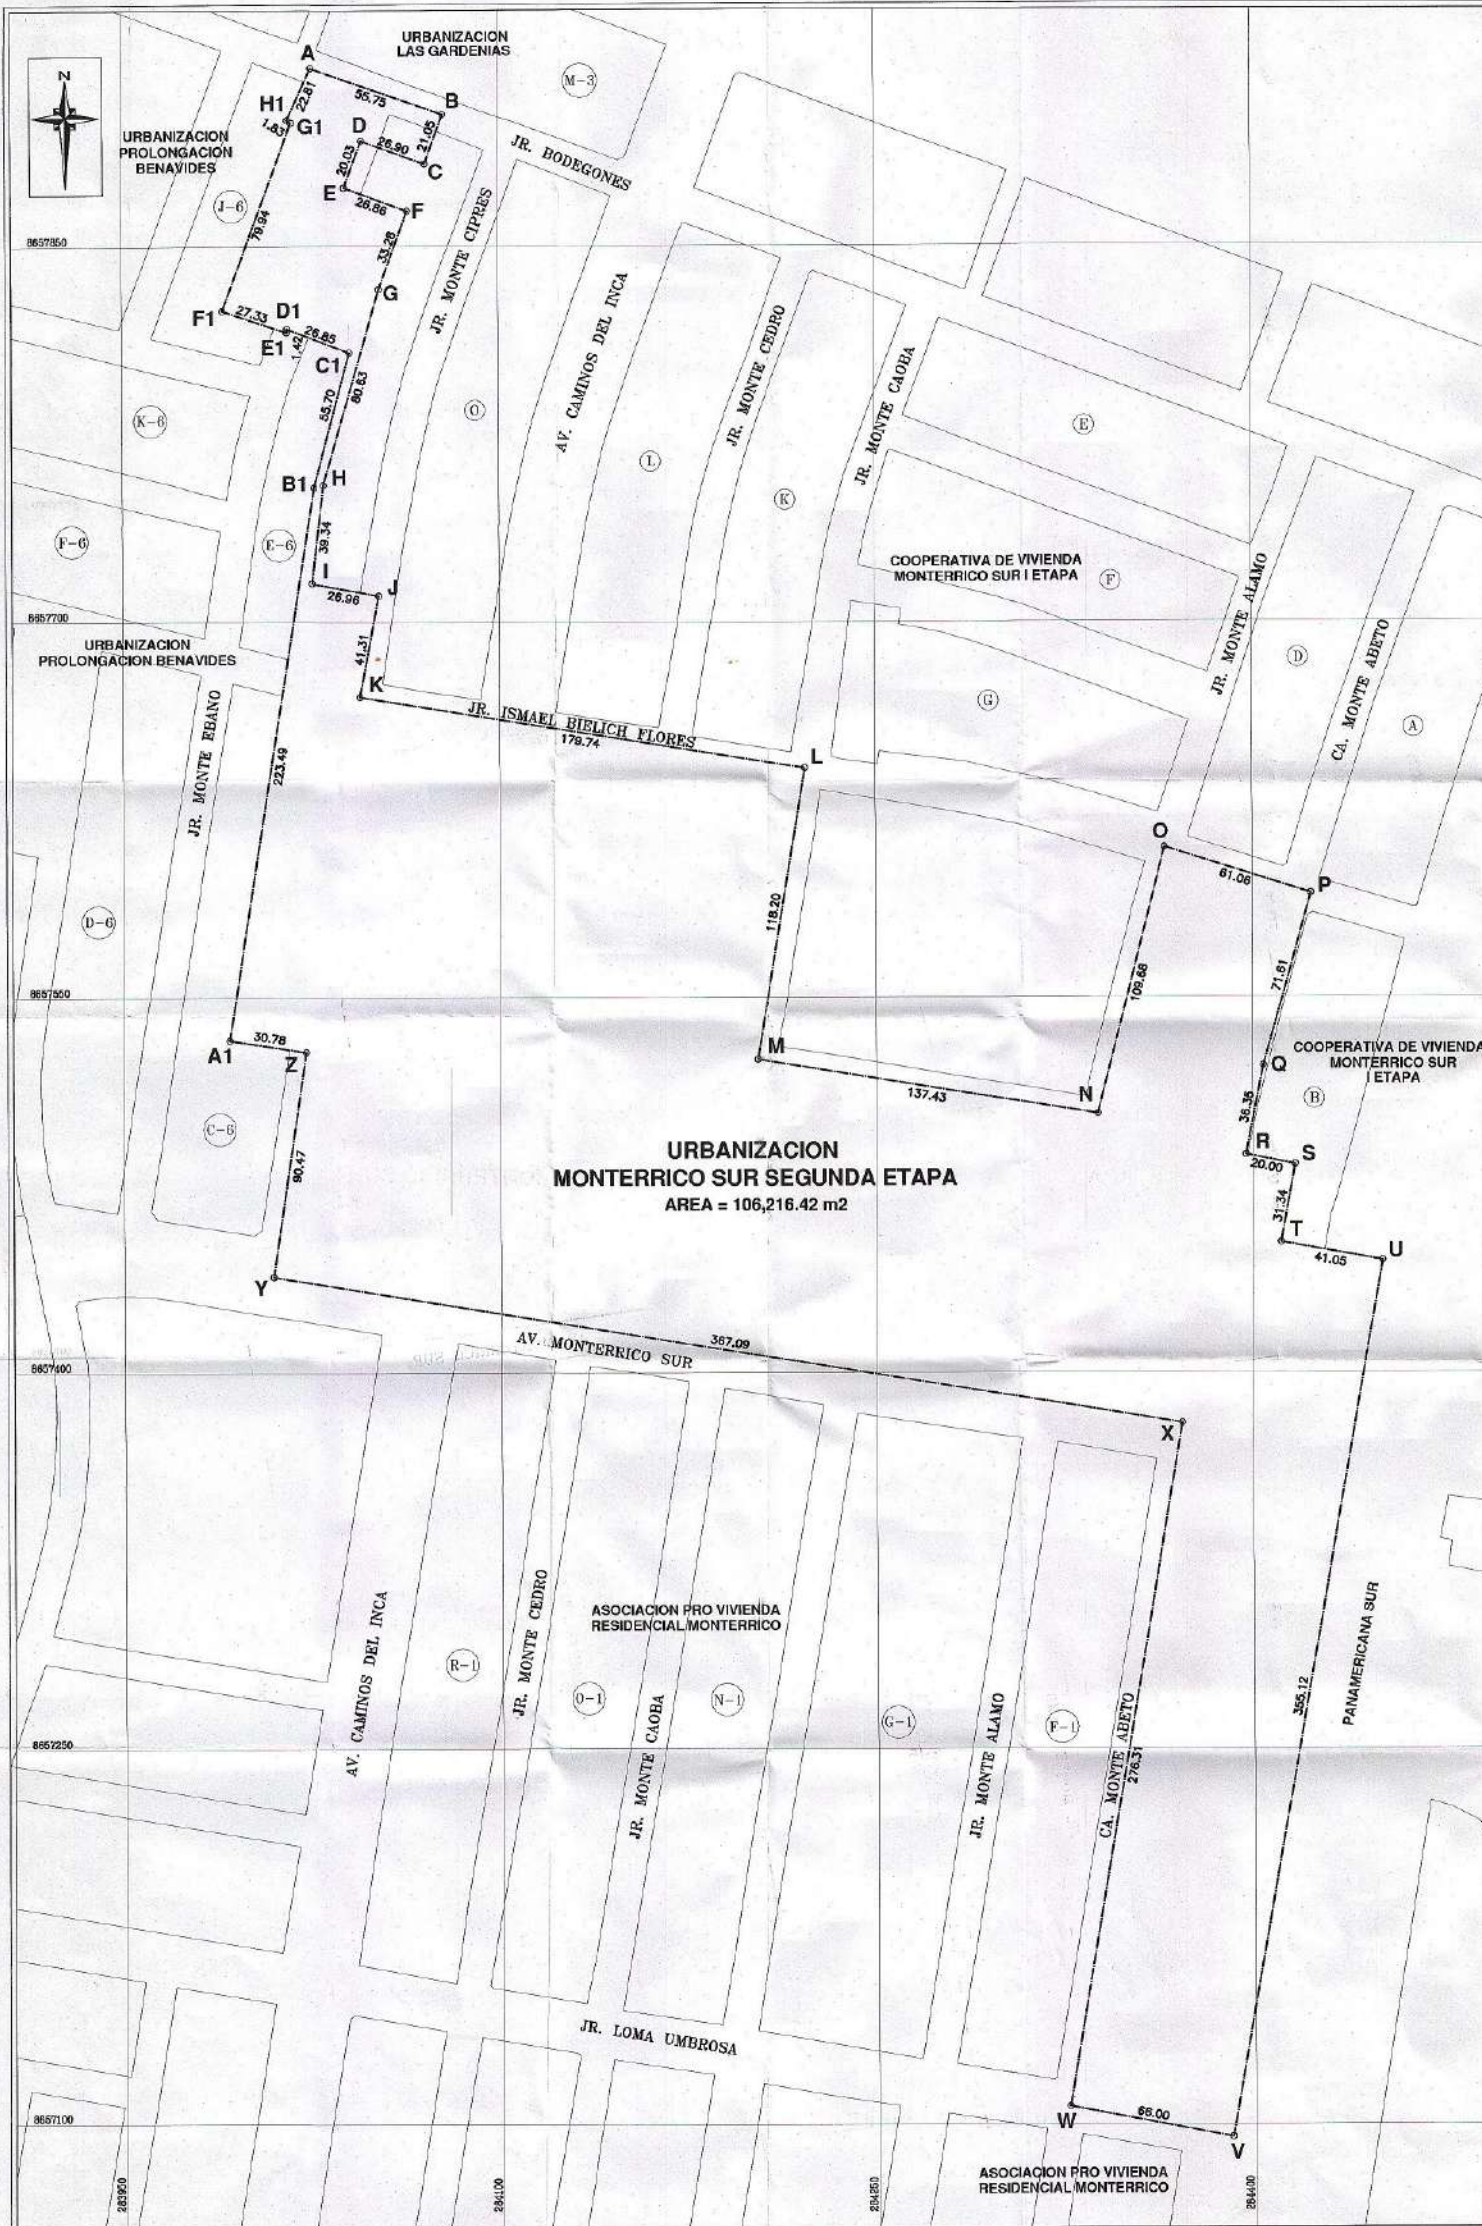 URBANIZACION
LAS GARDENIAS
N
A
M-3
22.81
55.75
B
H1
1.83
G1
D
26.90
21.05
C
URBANIZACION
PROLONGACION
BENAVIDES
JR. BODEGONES
20.03
E
26.86
F
J-6
79.94
33.28
JR. MONTE CIPRES
8657850
G
F1
27.33
D1
26.85
E1
1.42
C1
AV. CAMINOS DEL INCA
JR. MONTE CEDRO
JR. MONTE CAOBA
55.70
80.63
K-6
O
E
L
K
B1
H
F-6
E-6
39.34
I
26.96
J
COOPERATIVA DE VIVIENDA
MONTERRICO SUR I ETAPA
F
JR. MONTE ALAMO
8657700
URBANIZACION
PROLONGACION BENAVIDES
41.31
K
D
CA. MONTE ABETO
G
A
JR. ISMAEL BIELICH FLORES
179.74
L
JR. MONTE EBANO
223.49
O
61.06
P
118.20
D-6
109.68
71.61
8657550
A1
30.78
Z
M
137.43
N
Q
COOPERATIVA DE VIVIENDA
MONTERRICO SUR
I ETAPA
B
C-6
36.36
R
20.00
S
90.47
URBANIZACION
MONTERRICO SUR SEGUNDA ETAPA
AREA = 106,216.42 m2
31.34
T
41.05
U
Y
AV. MONTERRICO SUR
367.09
8657400
X
ASOCIACION PRO VIVIENDA
RESIDENCIAL MONTERRICO
AV. CAMINOS DEL INCA
R-1
JR. MONTE CEDRO
O-1
JR. MONTE CAOBA
N-1
G-1
JR. MONTE ALAMO
F-1
CA. MONTE ABETO
276.31
355.12
PANAMERICANA SUR
8657250
JR. LOMA UMBROSA
8657100
W
66.00
V
ASOCIACION PRO VIVIENDA
RESIDENCIAL MONTERRICO
283950
284100
284250
284400